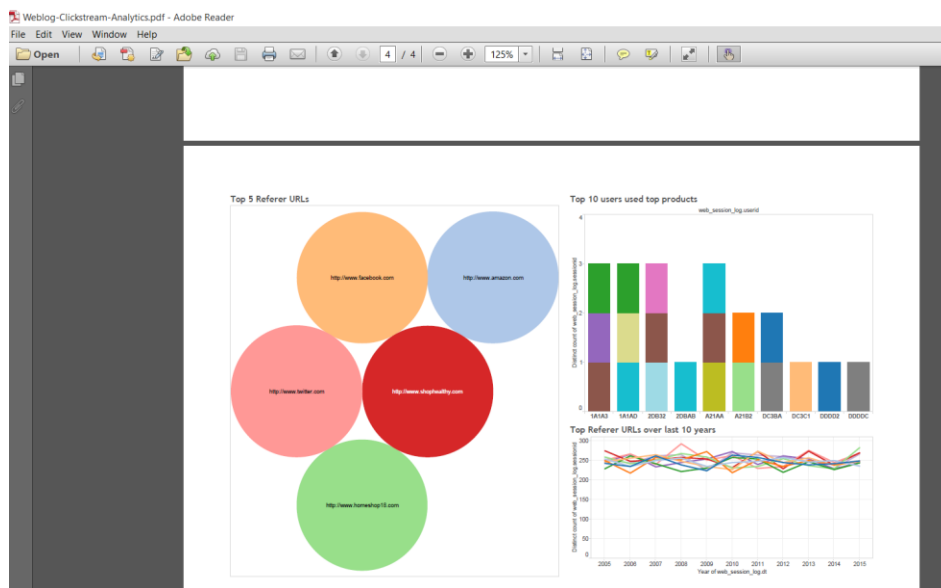 Weblog-Clickstream-Analytics.pdf - Adobe Reader
File Edit View Window Help
Open 4 / 4 125%
Top 5 Referer URLs
http://www.facebook.com
http://www.amazon.com
http://www.twitter.com
http://www.shophealthy.com
http://www.homeshop18.com
Top 10 users used top products
web_session_log.userid
Distinct count of web_session_log.sessionid
4
3
2
1
0
1A1A3 1A1AD 2DB32 2DBAB A21AA A21B2 DC3BA DC3C1 DDDD2 DDDDC
Top Referer URLs over last 10 years
Distinct count of web_session_log.sessionid
300
250
200
150
100
50
0
2005 2006 2007 2008 2009 2010 2011 2012 2013 2014 2015
Year of web_session_log.dt